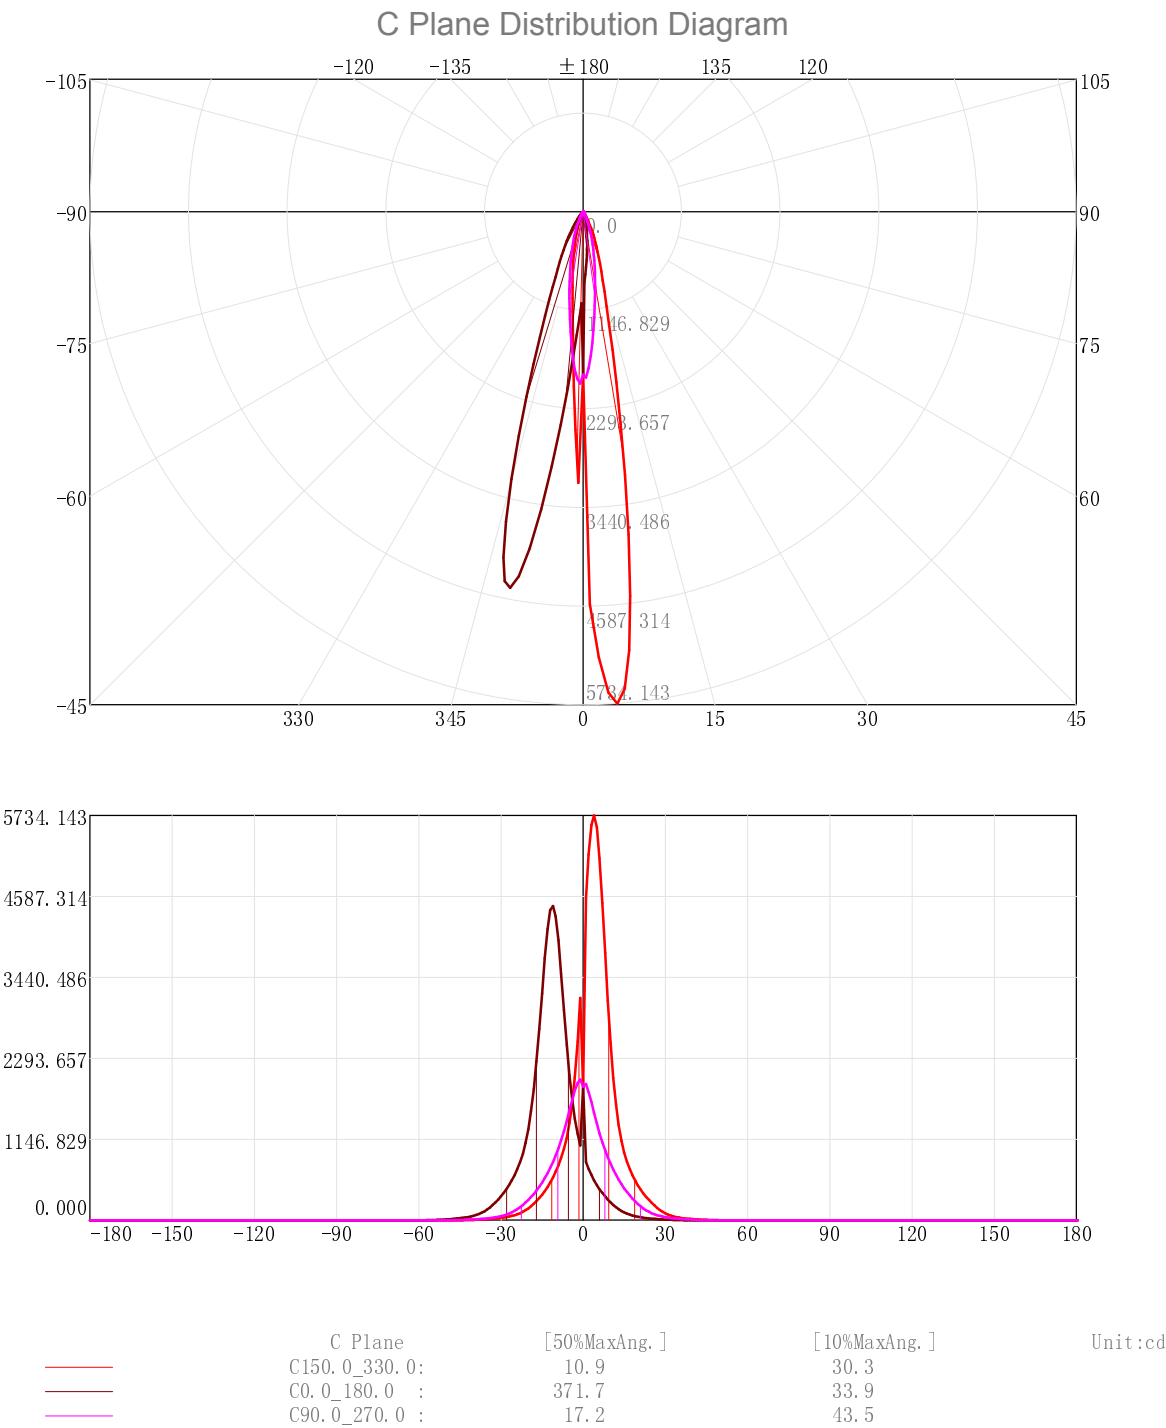 C Plane Distribution Diagram
-120 -135 ±180 135 120
-105 105
-90 90
0.0
1146.829
-75 75
2293.657
-60 60
3440.486
4587.314
5734.143
-45
330 345 0 15 30 45
5734.143
4587.314
3440.486
2293.657
1146.829
0.000
-180 -150 -120 -90 -60 -30 0 30 60 90 120 150 180
C Plane [50%MaxAng.] [10%MaxAng.] Unit:cd
C150.0_330.0: 10.9 30.3
C0.0_180.0 : 371.7 33.9
C90.0_270.0 : 17.2 43.5